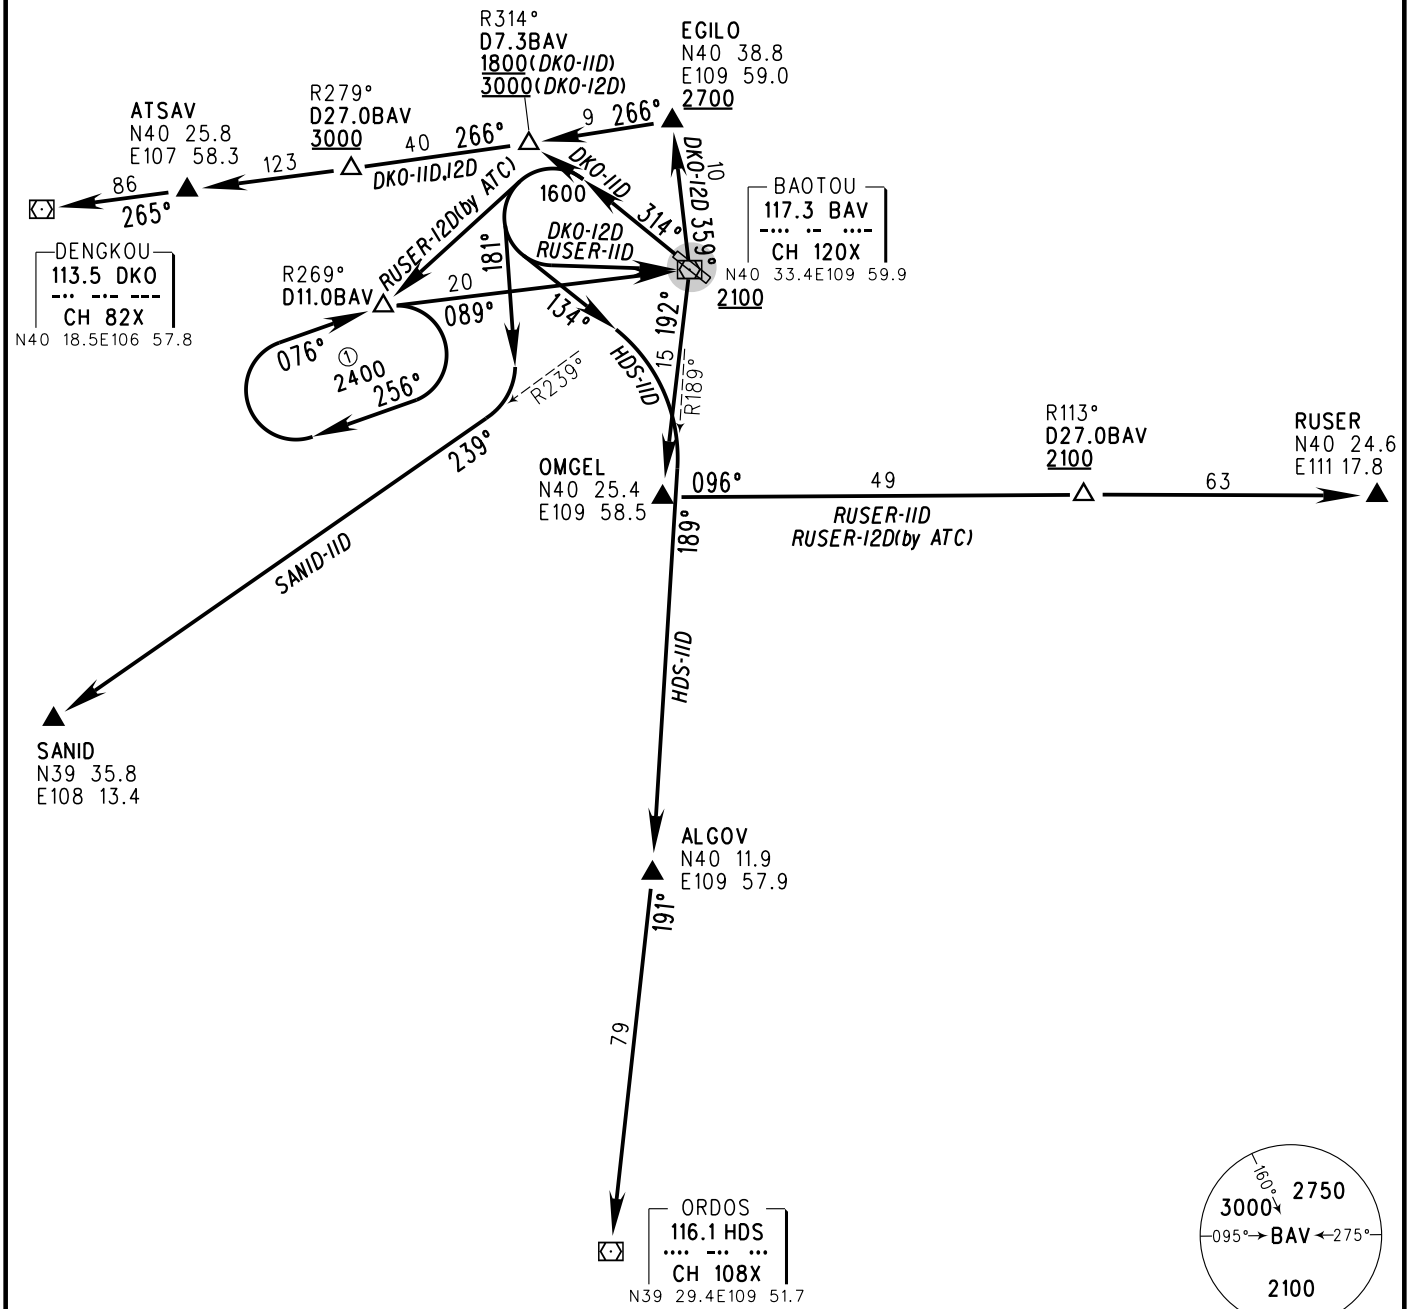 R314°
D7.3BAV
1800(DKO-11D)
3000(DKO-12D)
EGILO
N40 38.8
E109 59.0
2700
R279°
D27.0BAV
3000
ATSAV
N40 25.8
E107 58.3
9
266°
40
266°
DKO-11D,12D
123
86
265°
DKO-11D
314°
DKO-12D 359°
10
1600
BAOTOU
117.3 BAV
-···· ·- ···-
CH 120X
N40 33.4E109 59.9
2100
DENGKOU
113.5 DKO
-·· -·- ---
CH 82X
N40 18.5E106 57.8
RUSER-12D(by ATC)
181°
DKO-12D
RUSER-11D
R269°
D11.0BAV
20
089°
134°
192°
15
076°
①
2400
256°
HDS-11D
R239°
R189°
239°
OMGEL
N40 25.4
E109 58.5
096°
49
RUSER-11D
RUSER-12D(by ATC)
R113°
D27.0BAV
2100
63
RUSER
N40 24.6
E111 17.8
189°
SANID-11D
HDS-11D
SANID
N39 35.8
E108 13.4
ALGOV
N40 11.9
E109 57.9
191°
79
ORDOS
116.1 HDS
···· -·· ···
CH 108X
N39 29.4E109 51.7
160°
2750
3000
095°
BAV
275°
2100